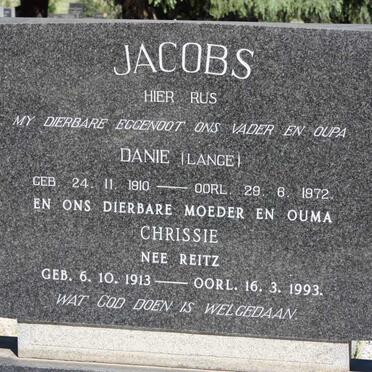 JACOBS
HIER RUS
MY DIERBARE EGGENOOT ONS VADER EN OUPA
DANIE (LANGE)
GEB. 24. 11. 1910 — OORL. 29. 6. 1972.
EN ONS DIERBARE MOEDER EN OUMA
CHRISSIE
NEE REITZ
GEB. 6. 10. 1913 — OORL. 16. 3. 1993.
WAT GOD DOEN IS WELGEDAAN.